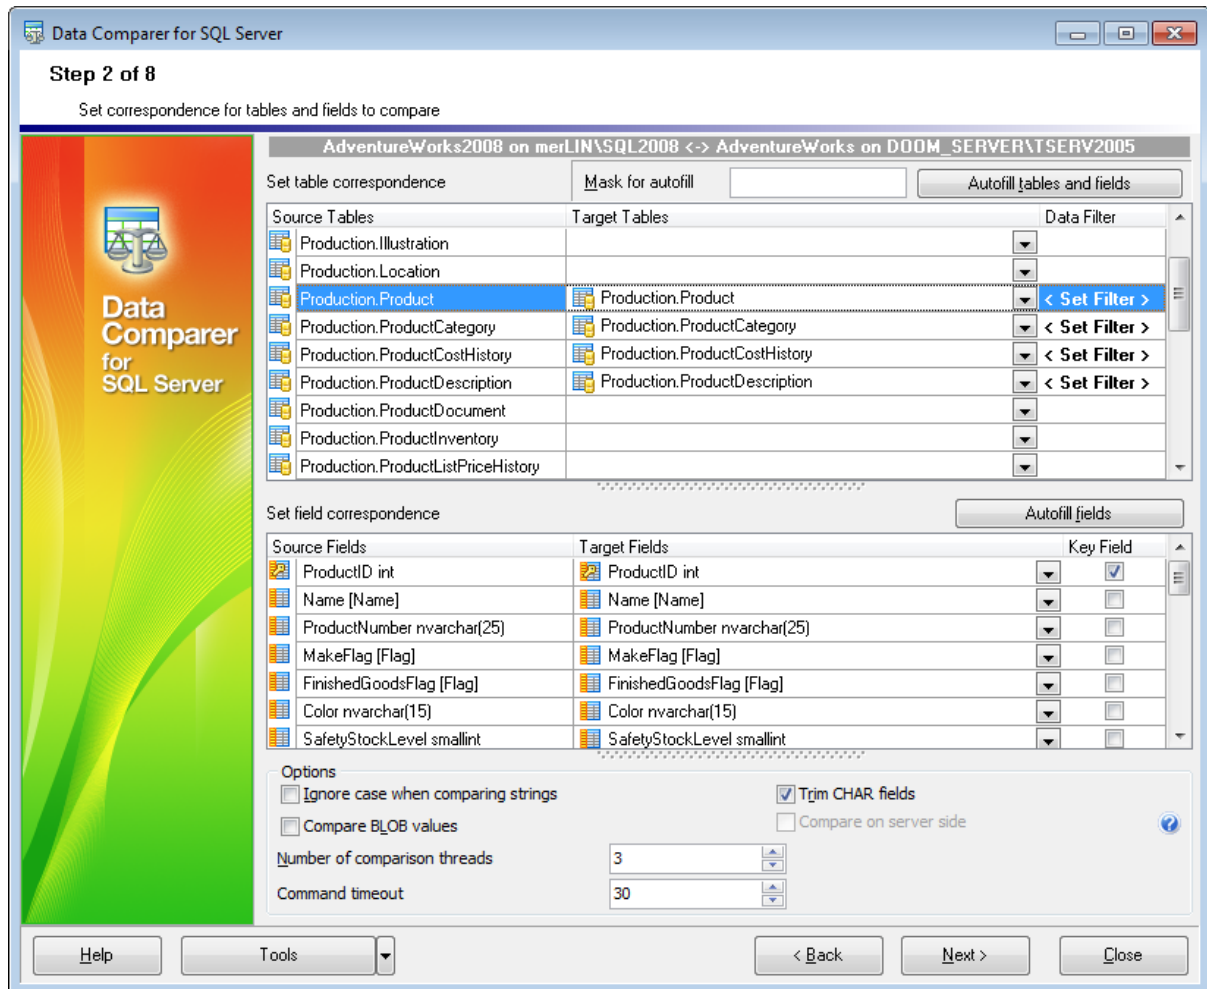 Data Comparer for SQL Server
Step 2 of 8
Set correspondence for tables and fields to compare
AdventureWorks2008 on merLIN\SQL2008 <-> AdventureWorks on DOOM_SERVER\TSERV2005
Set table correspondence Mask for autofill Autofill tables and fields
Source Tables Target Tables Data Filter
Production.Illustration
Production.Location
Production.Product Production.Product < Set Filter >
Production.ProductCategory Production.ProductCategory < Set Filter >
Production.ProductCostHistory Production.ProductCostHistory < Set Filter >
Production.ProductDescription Production.ProductDescription < Set Filter >
Production.ProductDocument
Production.ProductInventory
Production.ProductListPriceHistory
Data
Comparer
for
SQL Server
Set field correspondence Autofill fields
Source Fields Target Fields Key Field
ProductID int ProductID int
Name [Name] Name [Name]
ProductNumber nvarchar(25) ProductNumber nvarchar(25)
MakeFlag [Flag] MakeFlag [Flag]
FinishedGoodsFlag [Flag] FinishedGoodsFlag [Flag]
Color nvarchar(15) Color nvarchar(15)
SafetyStockLevel smallint SafetyStockLevel smallint
Options
Ignore case when comparing strings Trim CHAR fields
Compare BLOB values Compare on server side
Number of comparison threads 3
Command timeout 30
Help Tools < Back Next > Close